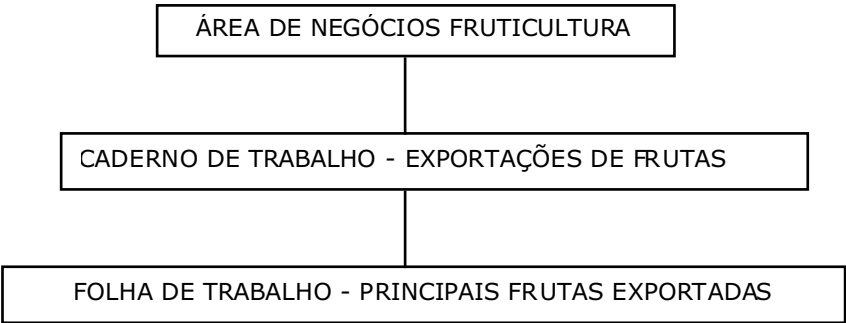 ÁREA DE NEGÓCIOS FRUTICULTURA
CADERNO DE TRABALHO - EXPORTAÇÕES DE FRUTAS
FOLHA DE TRABALHO - PRINCIPAIS FRUTAS EXPORTADAS